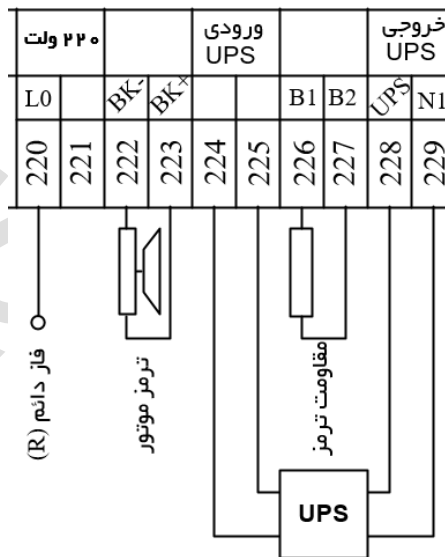 ۲۲۰ ولت
ورودی
UPS
خروجی
UPS
L0 BK- BK+ B1 B2 UPS N1
220 221 222 223 224 225 226 227 228 229
فاز دائم (R)
ترمز موتور
مقاومت ترمز
UPS